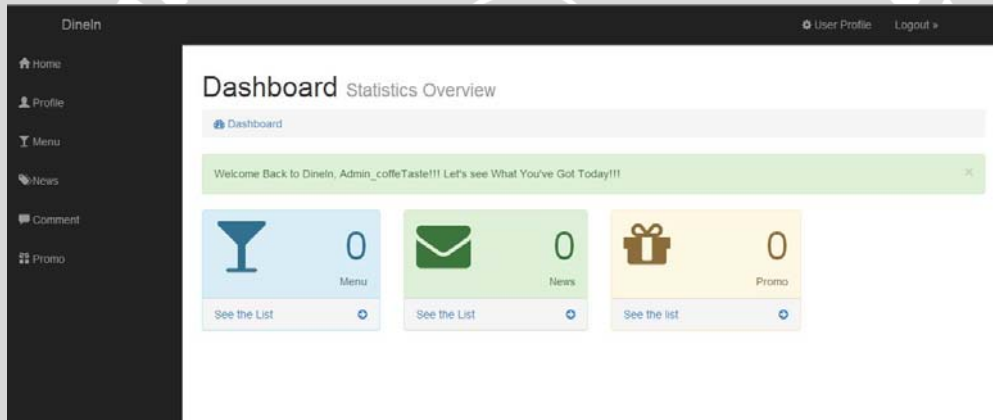 DineIn
User Profile
Logout »
Home
Profile
Menu
News
Comment
Promo
Dashboard Statistics Overview
Dashboard
Welcome Back to DineIn, Admin_coffeTaste!!! Let's see What You've Got Today!!!
×
0
Menu
See the List
0
News
See the List
0
Promo
See the list